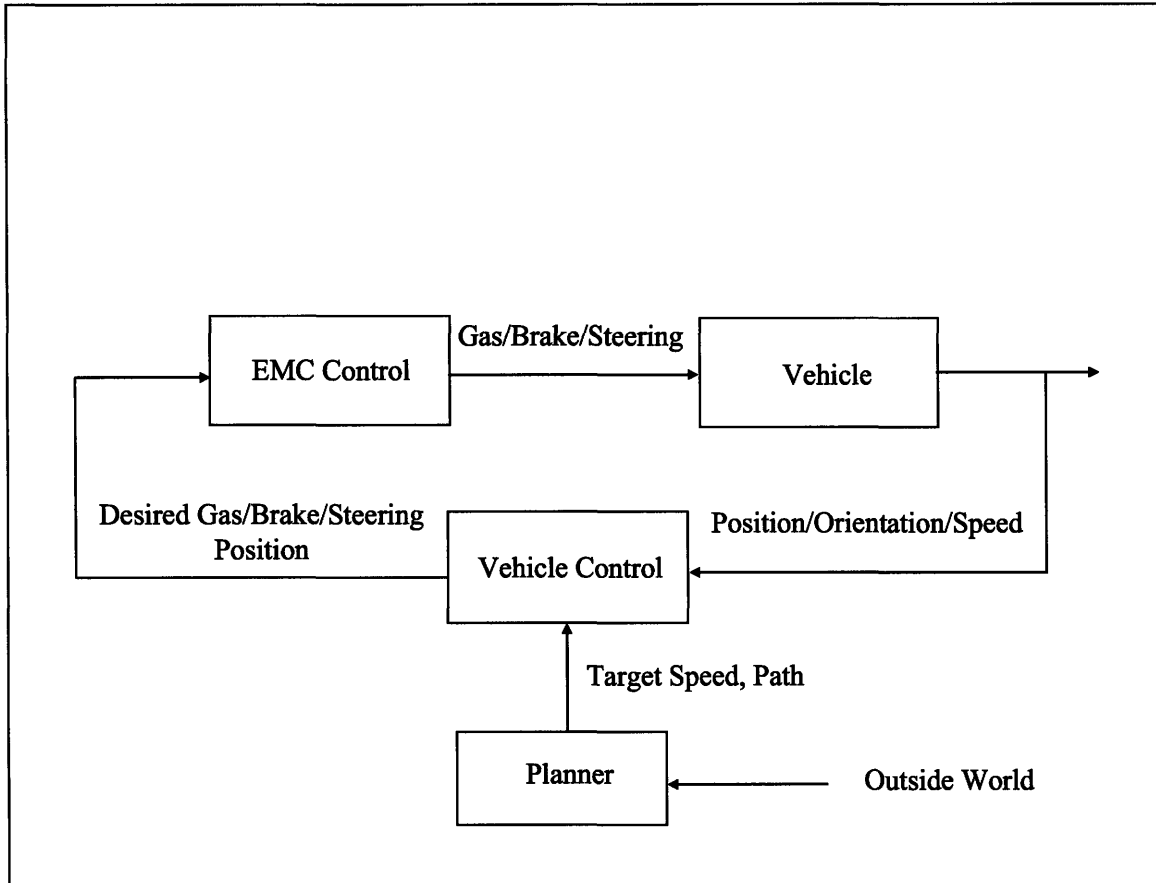 Gas/Brake/Steering
EMC Control
Vehicle
Desired Gas/Brake/Steering
Position
Position/Orientation/Speed
Vehicle Control
Target Speed, Path
Planner
Outside World